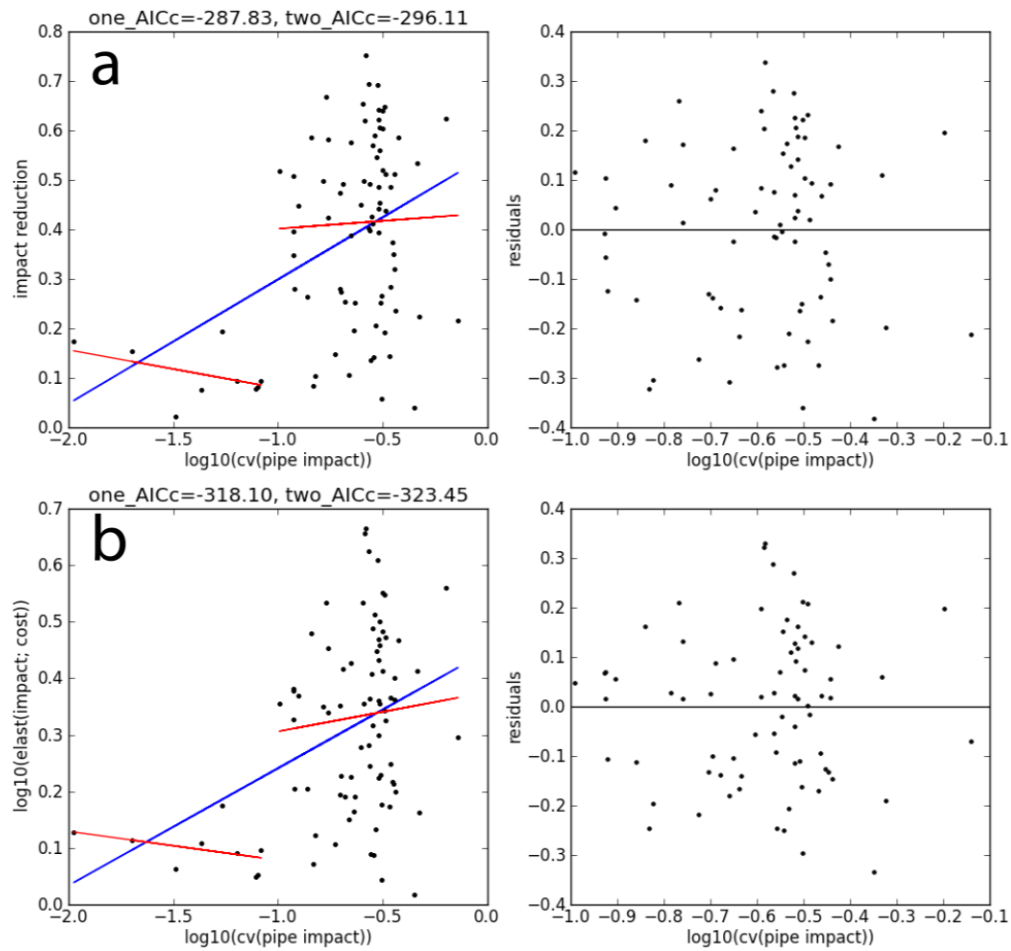 one_AICc=-287.83, two_AICc=-296.11
a
impact reduction
0.8
0.7
0.6
0.5
0.4
0.3
0.2
0.1
0.0
-2.0 -1.5 -1.0 -0.5 0.0
log10(cv(pipe impact))
residuals
0.4
0.3
0.2
0.1
0.0
−0.1
−0.2
−0.3
−0.4
-1.0 -0.9 -0.8 -0.7 -0.6 -0.5 -0.4 -0.3 -0.2 -0.1
log10(cv(pipe impact))
one_AICc=-318.10, two_AICc=-323.45
b
log10(elast(impact; cost))
0.7
0.6
0.5
0.4
0.3
0.2
0.1
0.0
-2.0 -1.5 -1.0 -0.5 0.0
log10(cv(pipe impact))
residuals
0.4
0.3
0.2
0.1
0.0
−0.1
−0.2
−0.3
−0.4
-1.0 -0.9 -0.8 -0.7 -0.6 -0.5 -0.4 -0.3 -0.2 -0.1
log10(cv(pipe impact))